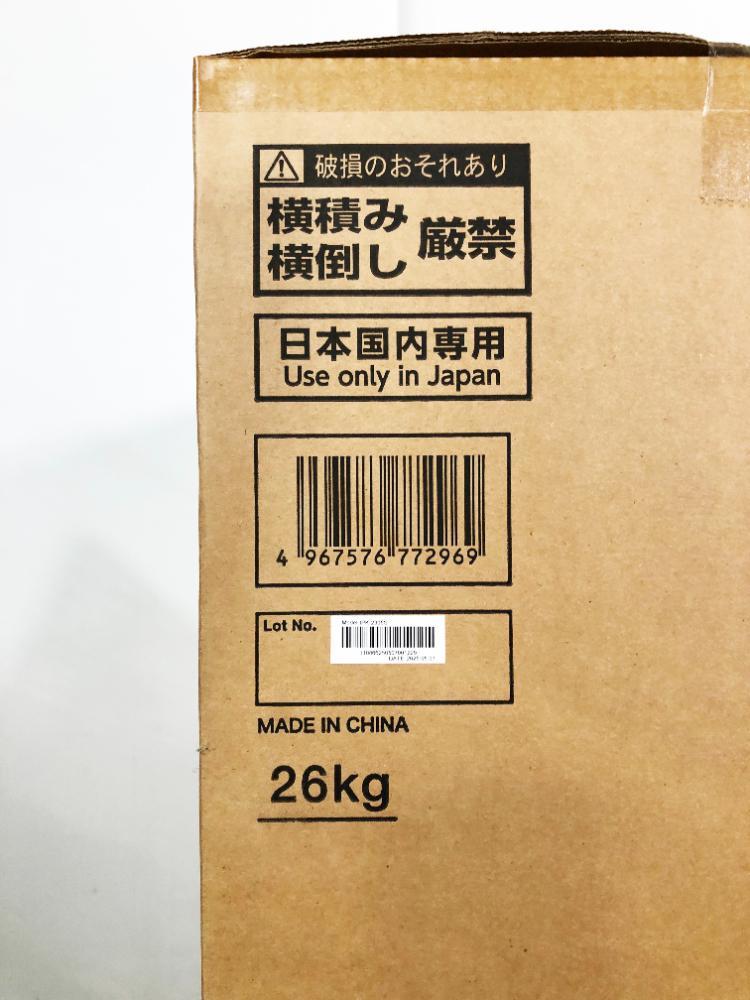 破損のおそれあり
横積み
横倒し
厳禁
日本国内専用
Use only in Japan
4 967576 772969
Lot No.
MADE IN CHINA
26kg